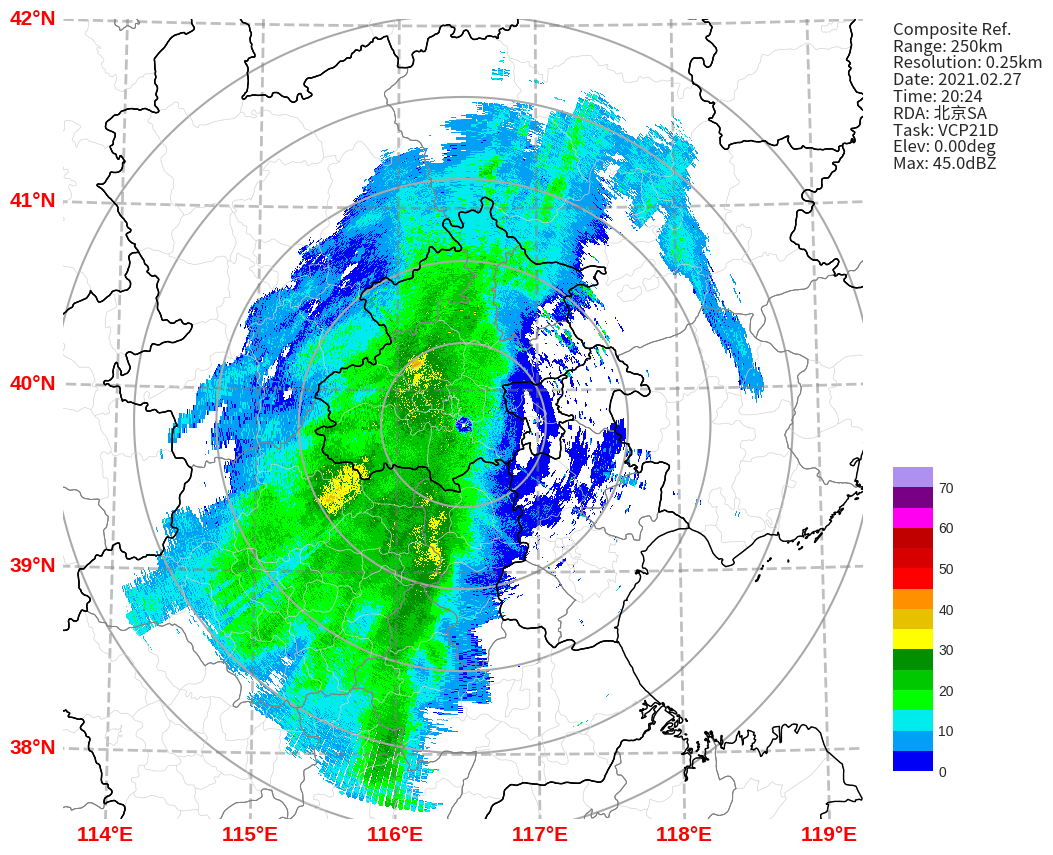 42°N
41°N
40°N
39°N
38°N
114°E
115°E
116°E
117°E
118°E
119°E
Composite Ref.
Range: 250km
Resolution: 0.25km
Date: 2021.02.27
Time: 20:24
RDA: 北京SA
Task: VCP21D
Elev: 0.00deg
Max: 45.0dBZ
70
60
50
40
30
20
10
0